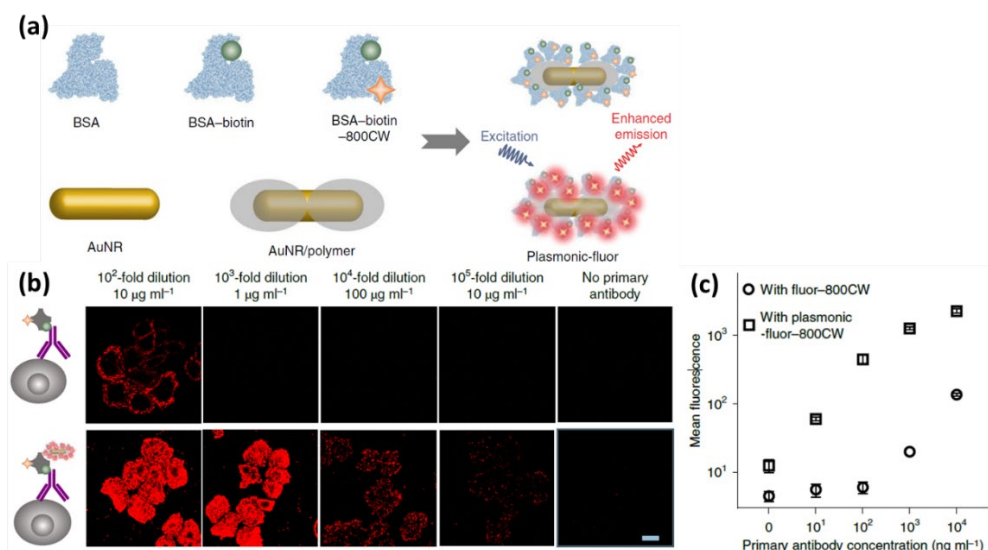 (a)
BSA
BSA–biotin
BSA–biotin
–800CW
Excitation
Enhanced
emission
AuNR
AuNR/polymer
Plasmonic-fluor
(b)
10²-fold dilution
10 μg ml⁻¹
10³-fold dilution
1 μg ml⁻¹
10⁴-fold dilution
100 μg ml⁻¹
10⁵-fold dilution
10 μg ml⁻¹
No primary
antibody
(c)
With fluor–800CW
With plasmonic
-fluor–800CW
Mean fluorescence
10³
10²
10¹
0
10¹
10²
10³
10⁴
Primary antibody concentration (ng ml⁻¹)